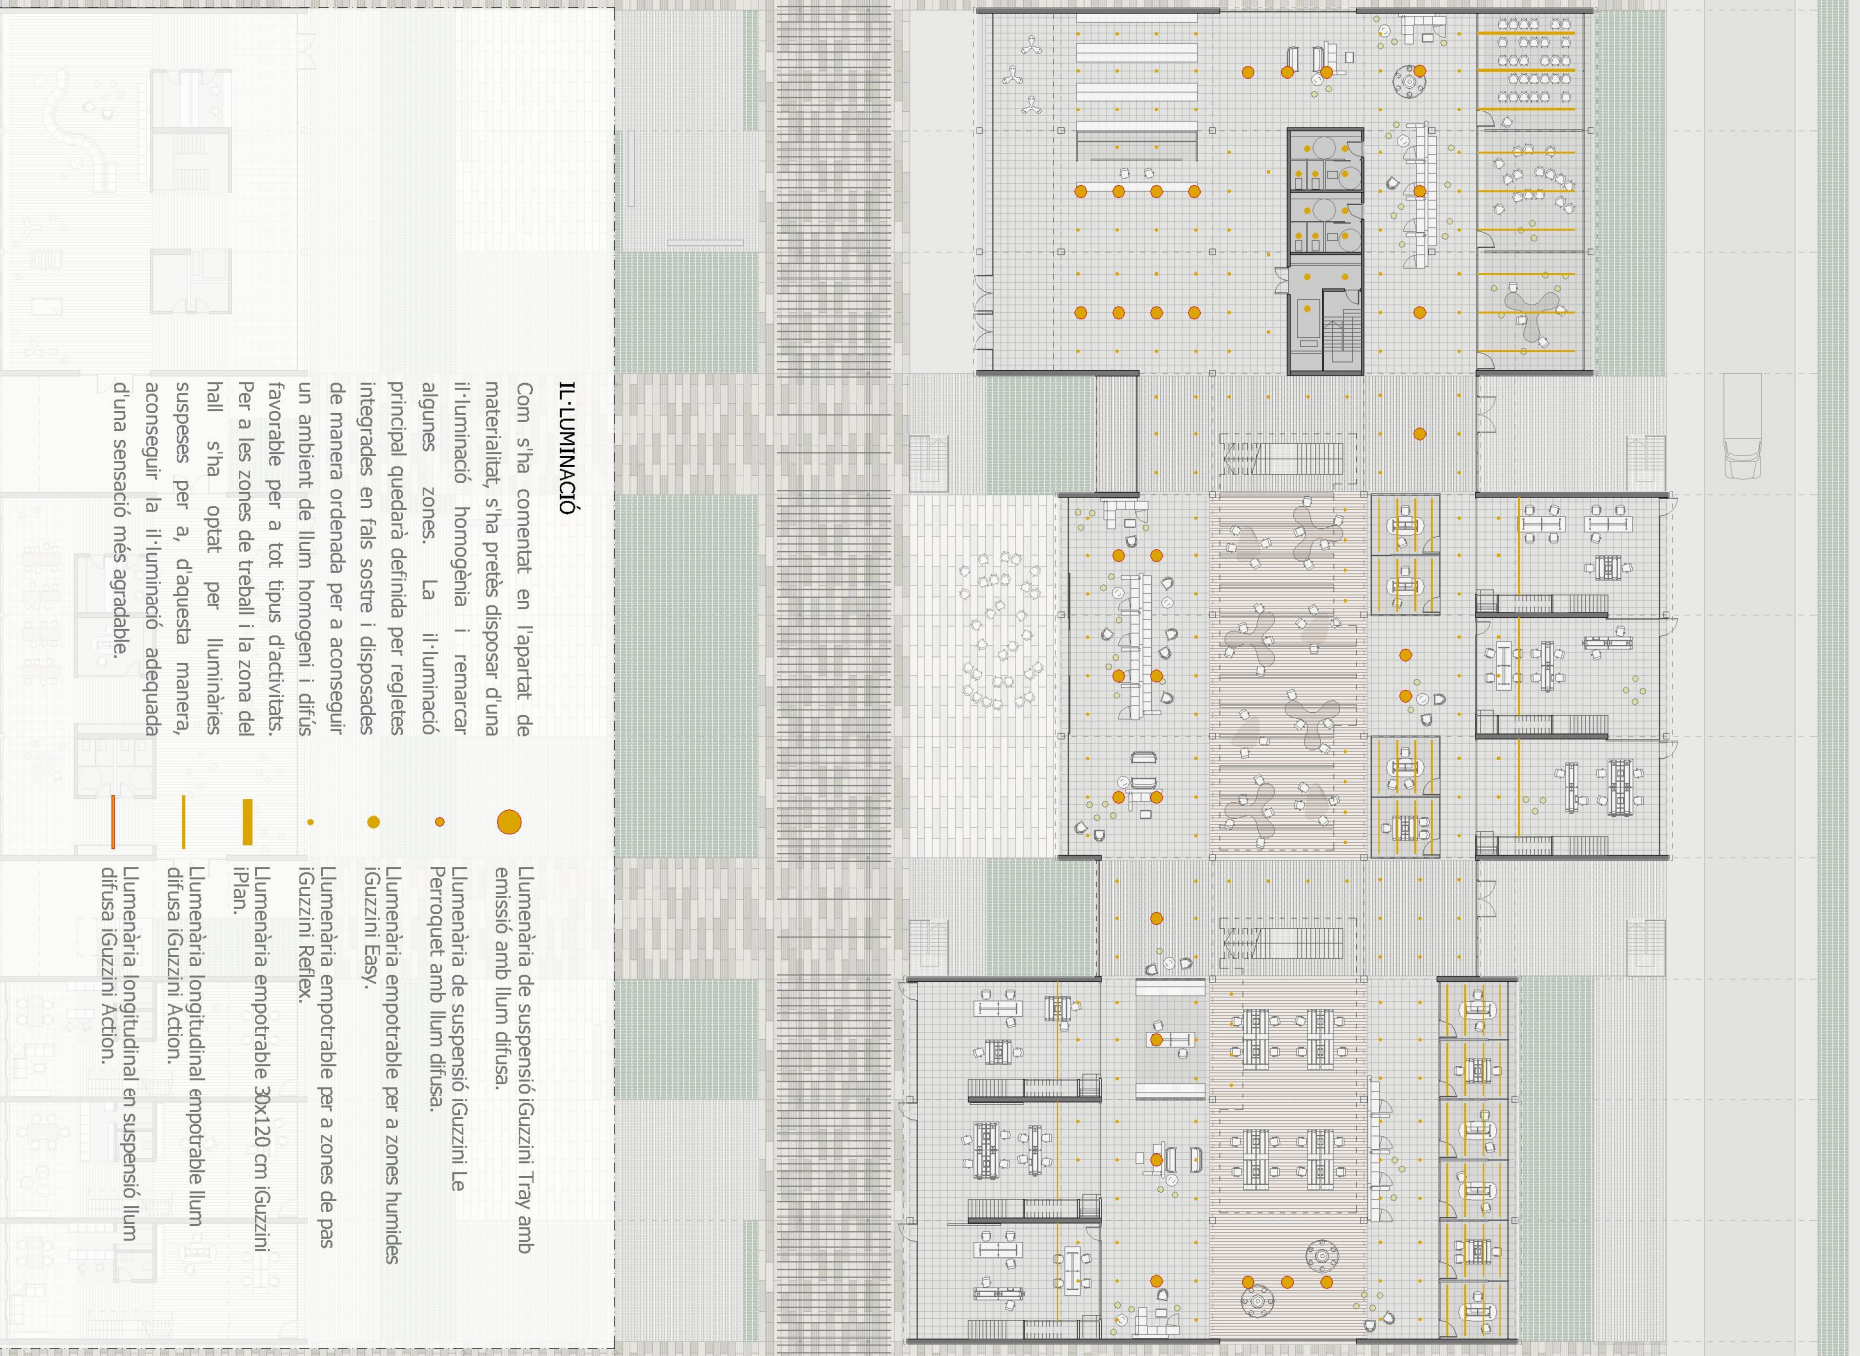 IL·LUMINACIÓ
Com s'ha comentat en l'apartat de
materialitat, s'ha pretès disposar d'una
il·luminació homogènia i remarcar
algunes zones. La il·luminació
principal quedarà definida per regletes
integrades en fals sostre i disposades
de manera ordenada per a aconseguir
un ambient de llum homogeni i difús
favorable per a tot tipus d'activitats.
Per a les zones de treball i la zona del
hall s'ha optat per lluminàries
suspeses per a, d'aquesta manera,
aconseguir la il·luminació adequada
d'una sensació més agradable.
Llumenària de suspensió iGuzzini Tray amb
emissió amb llum difusa.
Llumenària de suspensió iGuzzini Le
Perroquet amb llum difusa.
Llumenària empotrable per a zones humides
iGuzzini Easy.
Llumenària empotrable per a zones de pas
iGuzzini Reflex.
Llumenària empotrable 30x120 cm iGuzzini
iPlan.
Llumenària longitudinal empotrable llum
difusa iGuzzini Action.
Llumenària longitudinal en suspensió llum
difusa iGuzzini Action.